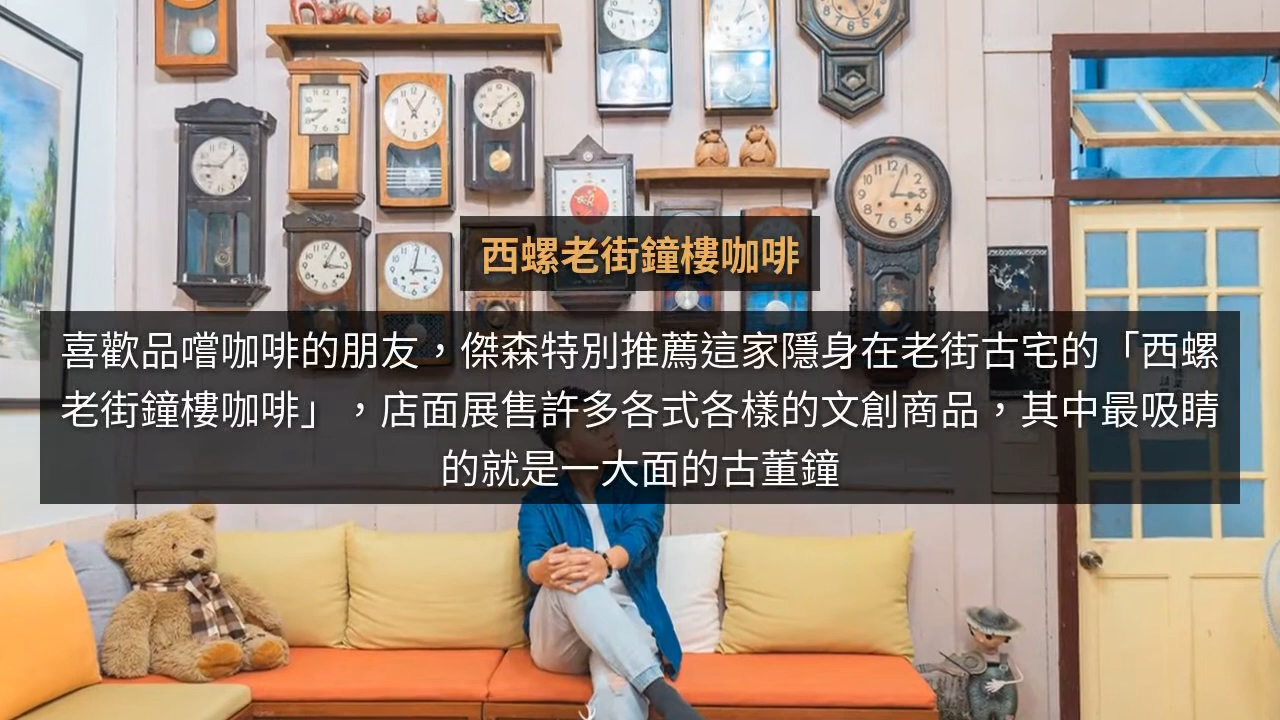 西螺老街鐘樓咖啡
喜歡品嚐咖啡的朋友，傑森特別推薦這家隱身在老街古宅的「西螺
老街鐘樓咖啡」，店面展售許多各式各樣的文創商品，其中最吸睛
的就是一大面的古董鐘